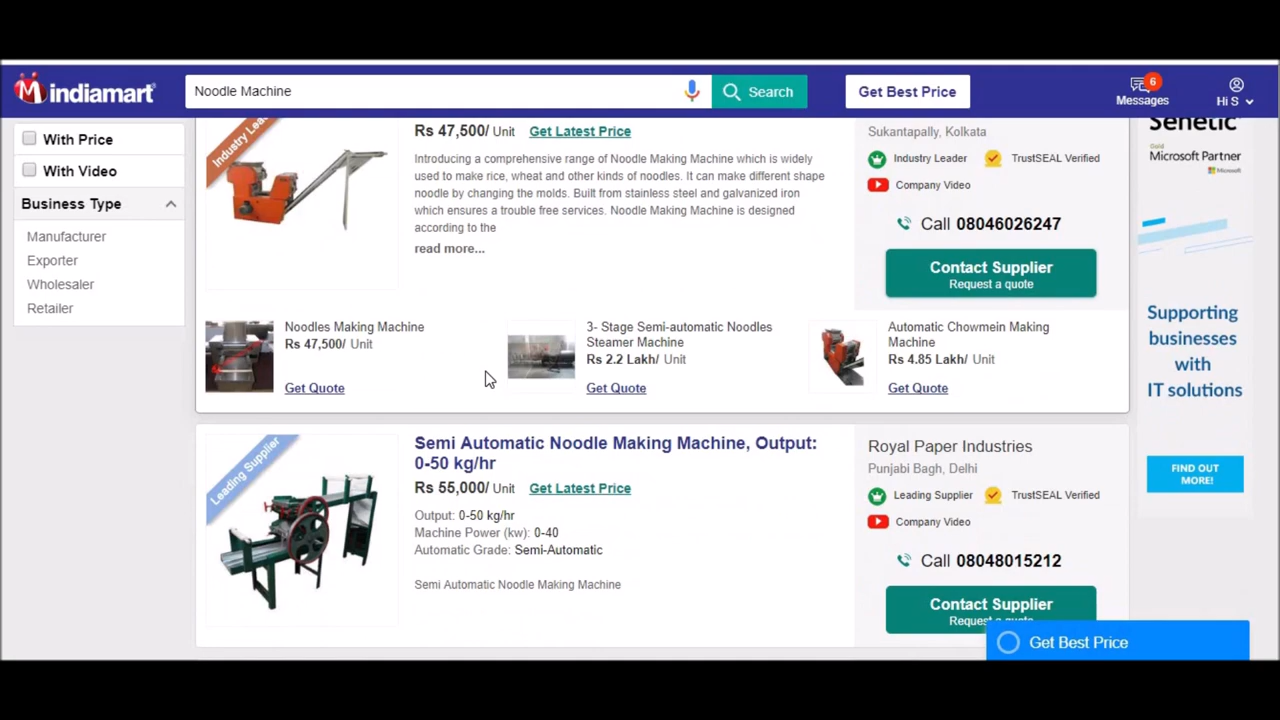 indiamart
Noodle Machine
Search
Get Best Price
6
Messages
Hi S
With Price
With Video
Business Type
Manufacturer
Exporter
Wholesaler
Retailer
Industry
Rs 47,500/ Unit Get Latest Price
Introducing a comprehensive range of Noodle Making Machine which is widely
used to make rice, wheat and other kinds of noodles. It can make different shape
noodle by changing the molds. Built from stainless steel and galvanized iron
which ensures a trouble free services. Noodle Making Machine is designed
according to the
read more...
Sukantapally, Kolkata
Industry Leader TrustSEAL Verified
Company Video
Call 08046026247
Contact Supplier
Request a quote
Noodles Making Machine
Rs 47,500/ Unit
Get Quote
3- Stage Semi-automatic Noodles
Steamer Machine
Rs 2.2 Lakh/ Unit
Get Quote
Automatic Chowmein Making
Machine
Rs 4.85 Lakh/ Unit
Get Quote
Leading Supplier
Semi Automatic Noodle Making Machine, Output:
0-50 kg/hr
Rs 55,000/ Unit Get Latest Price
Output: 0-50 kg/hr
Machine Power (kw): 0-40
Automatic Grade: Semi-Automatic
Semi Automatic Noodle Making Machine
Royal Paper Industries
Punjabi Bagh, Delhi
Leading Supplier TrustSEAL Verified
Company Video
Call 08048015212
Contact Supplier
Request a quote
Get Best Price
Senetic
Gold
Microsoft Partner
Microsoft
Supporting
businesses
with
IT solutions
FIND OUT
MORE!